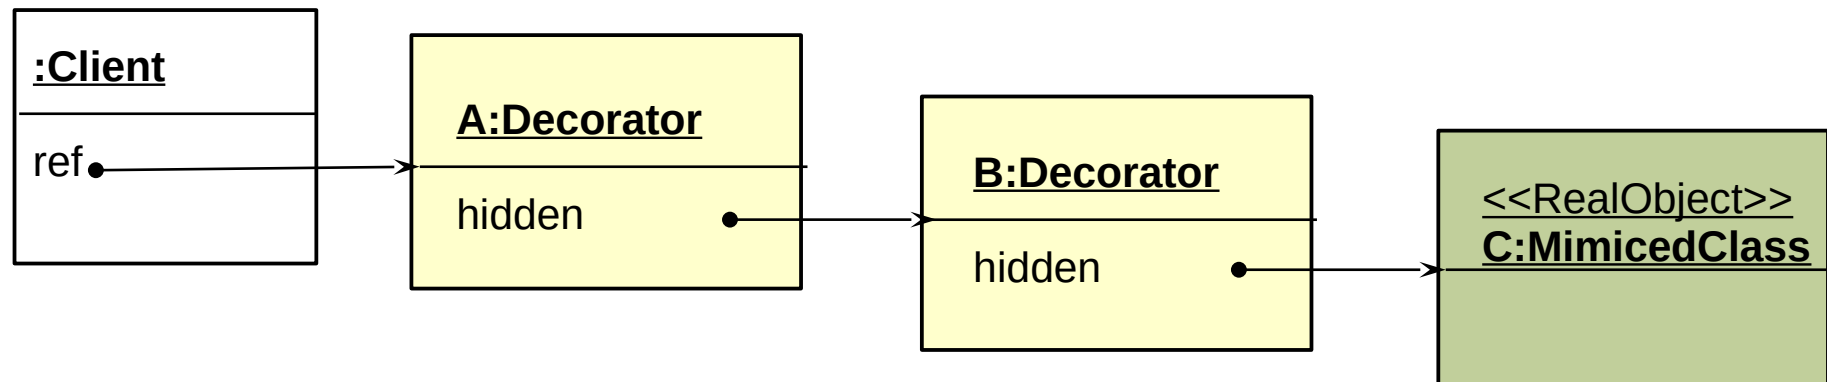 :Client
ref
A:Decorator
hidden
B:Decorator
hidden
<<RealObject>>
C:MimicedClass